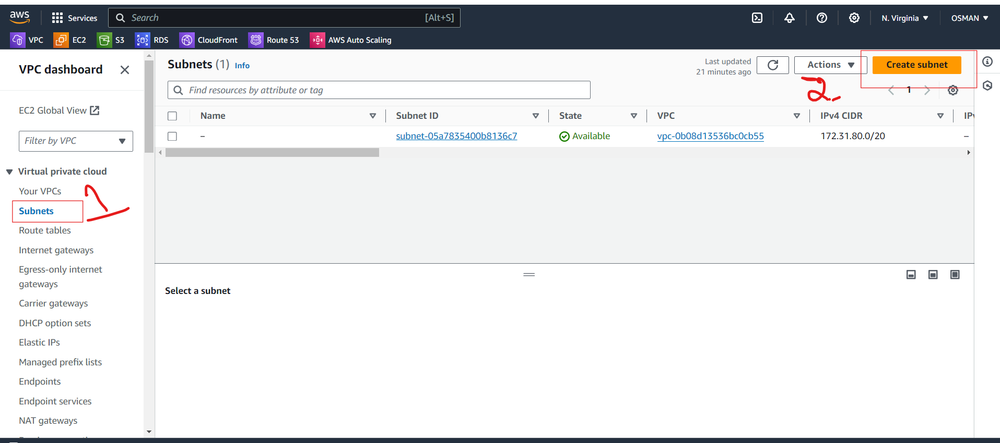 aws Services Search [Alt+S] N. Virginia OSMAN
VPC EC2 S3 RDS CloudFront Route 53 AWS Auto Scaling
VPC dashboard
EC2 Global View
Filter by VPC
Virtual private cloud
Your VPCs
Subnets
Route tables
Internet gateways
Egress-only internet
gateways
Carrier gateways
DHCP option sets
Elastic IPs
Managed prefix lists
Endpoints
Endpoint services
NAT gateways
Subnets (1) Info
Last updated
21 minutes ago
Actions
Create subnet
2.
Find resources by attribute or tag
1
Name Subnet ID State VPC IPv4 CIDR IPv
– subnet-05a7835400b8136c7 Available vpc-0b08d13536bc0cb55 172.31.80.0/20 –
Select a subnet